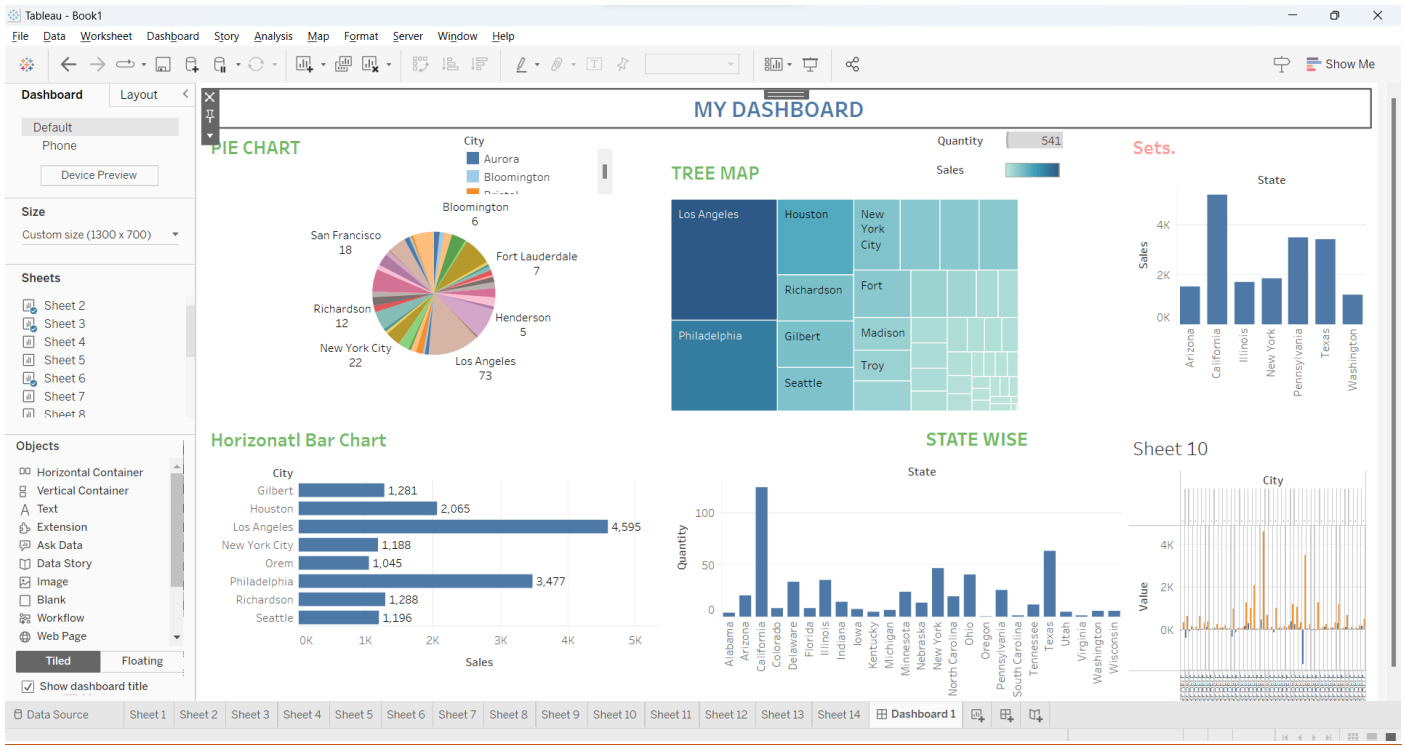 Tableau - Book1
File Data Worksheet Dashboard Story Analysis Map Format Server Window Help
Show Me
Dashboard Layout
Default
Phone
Device Preview
Size
Custom size (1300 x 700)
Sheets
Sheet 2
Sheet 3
Sheet 4
Sheet 5
Sheet 6
Sheet 7
Sheet 8
Objects
Horizontal Container
Vertical Container
Text
Extension
Ask Data
Data Story
Image
Blank
Workflow
Web Page
Tiled Floating
Show dashboard title
MY DASHBOARD
PIE CHART
City
Aurora
Bloomington
Bristol
Bloomington
6
San Francisco
18
Fort Lauderdale
7
Richardson
12
Henderson
5
New York City
22
Los Angeles
73
TREE MAP
Quantity 541
Sales
Los Angeles
Houston
New
York
City
Richardson
Fort
Philadelphia
Gilbert
Madison
Troy
Seattle
Sets.
State
Sales
4K
2K
0K
Arizona
California
Illinois
New York
Pennsylvania
Texas
Washington
Horizonatl Bar Chart
City
Gilbert 1,281
Houston 2,065
Los Angeles 4,595
New York City 1,188
Orem 1,045
Philadelphia 3,477
Richardson 1,288
Seattle 1,196
0K 1K 2K 3K 4K 5K
Sales
STATE WISE
State
Quantity
100
50
0
Alabama
Arizona
California
Colorado
Delaware
Florida
Illinois
Indiana
Iowa
Kentucky
Michigan
Minnesota
Nebraska
New York
North Carolina
Ohio
Oregon
Pennsylvania
South Carolina
Tennessee
Texas
Utah
Virginia
Washington
Wisconsin
Sheet 10
City
Value
4K
2K
0K
Data Source Sheet 1 Sheet 2 Sheet 3 Sheet 4 Sheet 5 Sheet 6 Sheet 7 Sheet 8 Sheet 9 Sheet 10 Sheet 11 Sheet 12 Sheet 13 Sheet 14 Dashboard 1